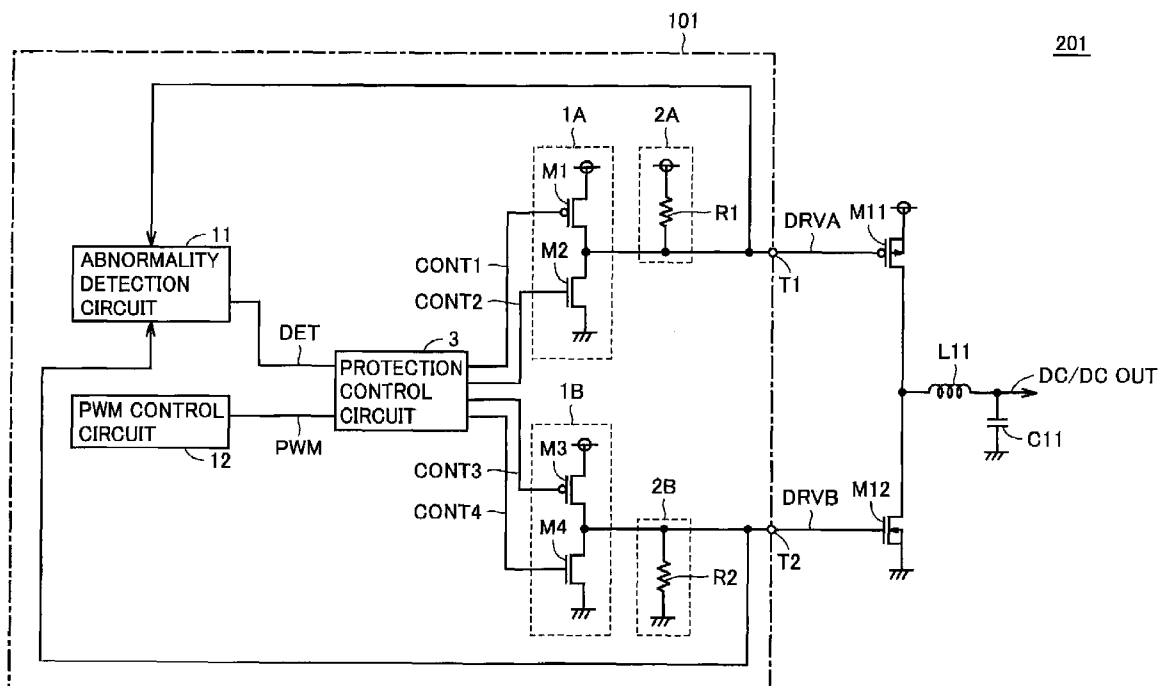 101
201
1A
2A
M1
R1
DRVA
M11
11
ABNORMALITY
DETECTION
CIRCUIT
M2
CONT1
T1
CONT2
DET
3
PROTECTION
CONTROL
CIRCUIT
L11
DC/DC OUT
1B
C11
PWM CONTROL
CIRCUIT
12
PWM
M3
CONT3
2B
DRVB
M12
CONT4
M4
T2
R2